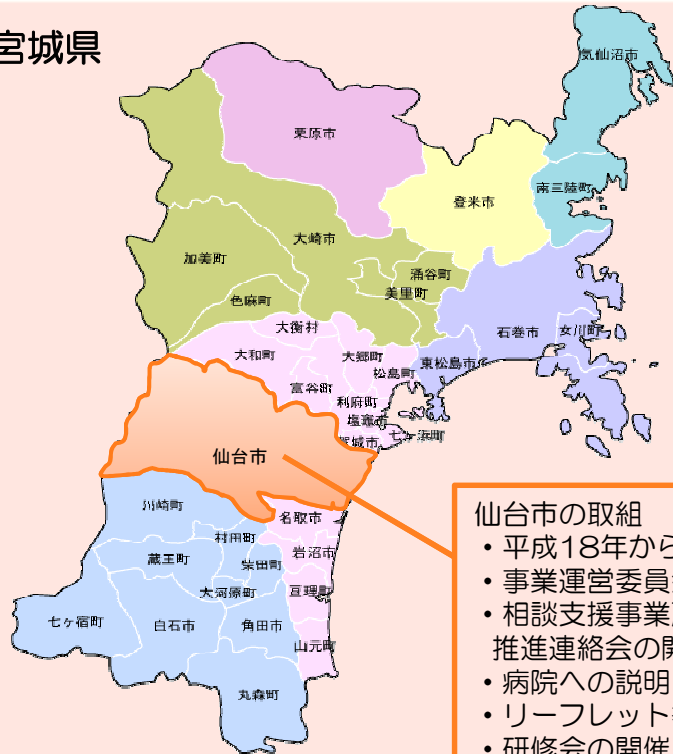 宮城県
気仙沼市
栗原市
南三陸町
登米市
大崎市
加美町
涌谷町
美里町
色麻町
大衡村
石巻市
女川町
大和町
大郷町
東松島市
松島町
富谷町
利府町
塩竈市
七ヶ浜町
賀城市
仙台市
川崎町
名取市
村田町
岩沼市
蔵王町
柴田町
大河原町
亘理町
七ヶ宿町
白石市
角田市
山元町
丸森町
仙台市の取組
・平成18年から
・事業運営委員
・相談支援事業
推進連絡会の開
・病院への説明
・リーフレット
・研修会の開催